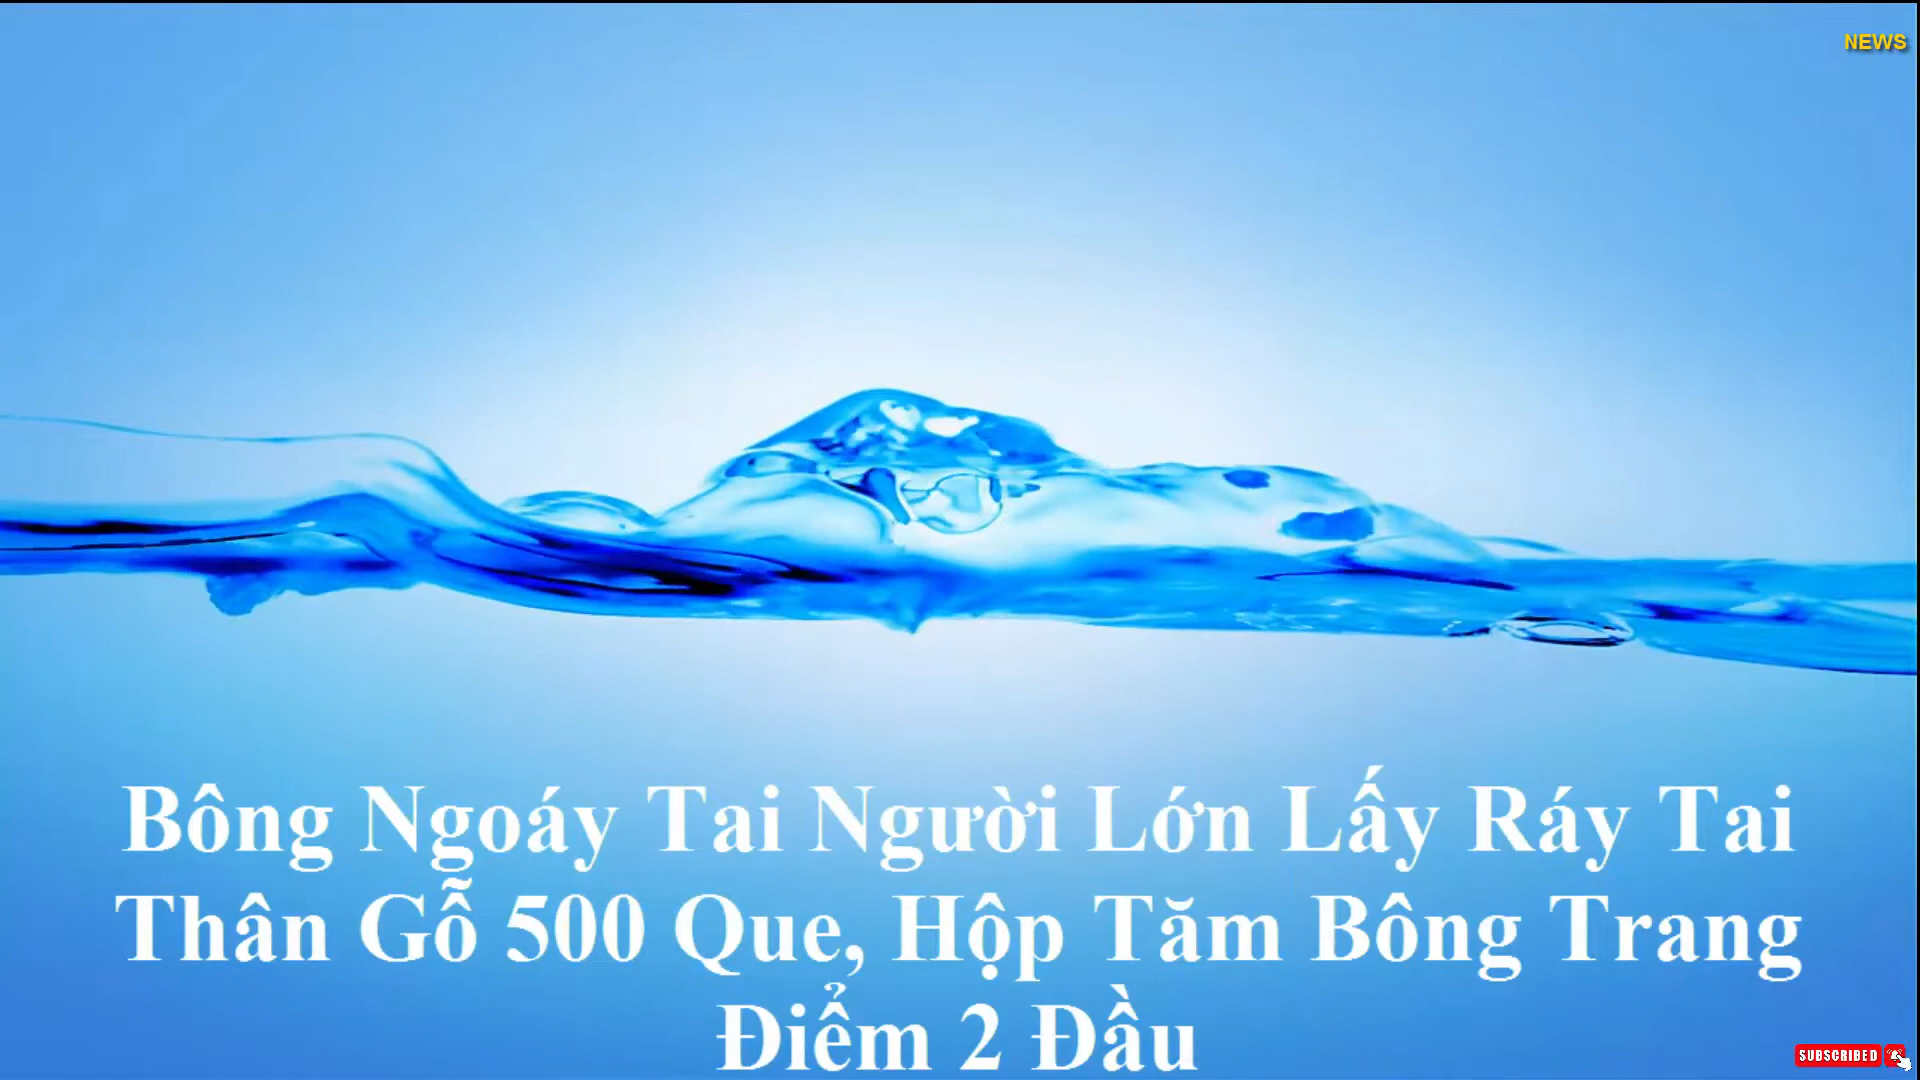 NEWS
Bông Ngoáy Tai Người Lớn Lấy Ráy Tai
Thân Gỗ 500 Que, Hộp Tăm Bông Trang
Điểm 2 Đầu
SUBSCRIBED